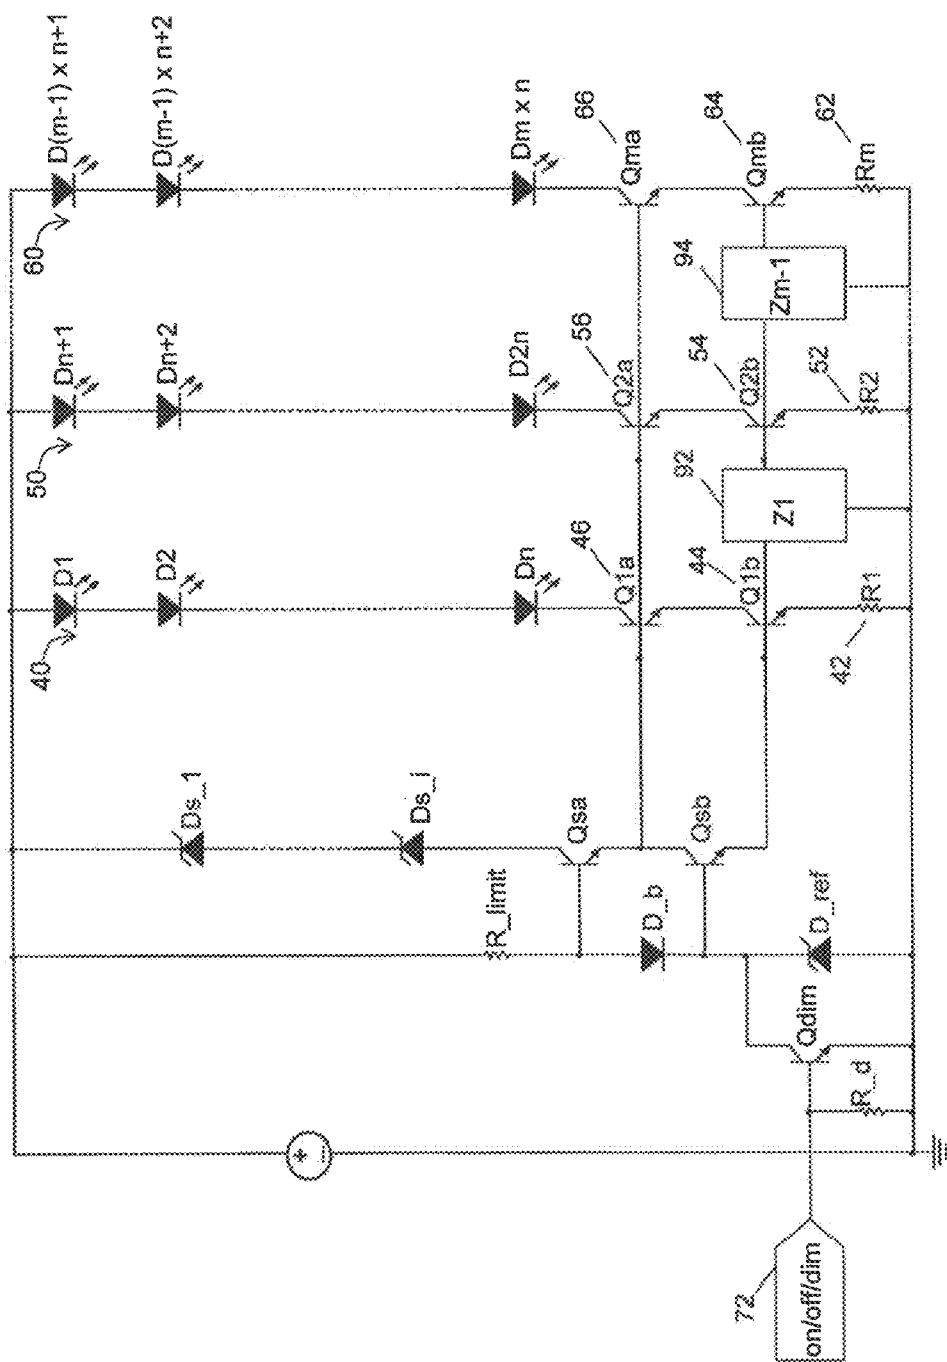 60
D(m-1) x n+1
D(m-1) x n+2
Dm x n
66
Qma
64
Qmb
62
Rm
94
Zm-1
50
Dn+1
Dn+2
D2n
56
Q2a
54
Q2b
52
R2
92
Z1
40
D1
D2
Dn
46
Q1a
44
Q1b
42
R1
Ds_1
Ds_i
Qsa
Qsb
R_limit
D_b
D_ref
Qdim
R_d
+
-
72
on/off/dim